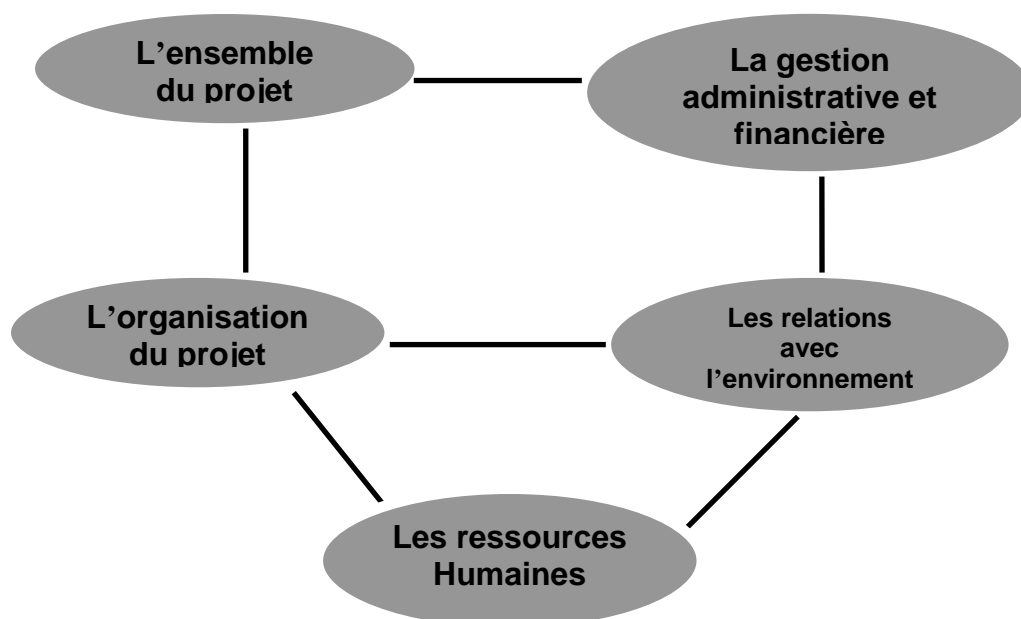 L'ensemble
du projet
La gestion
administrative et
financière
L'organisation
du projet
Les relations
avec
l'environnement
Les ressources
Humaines